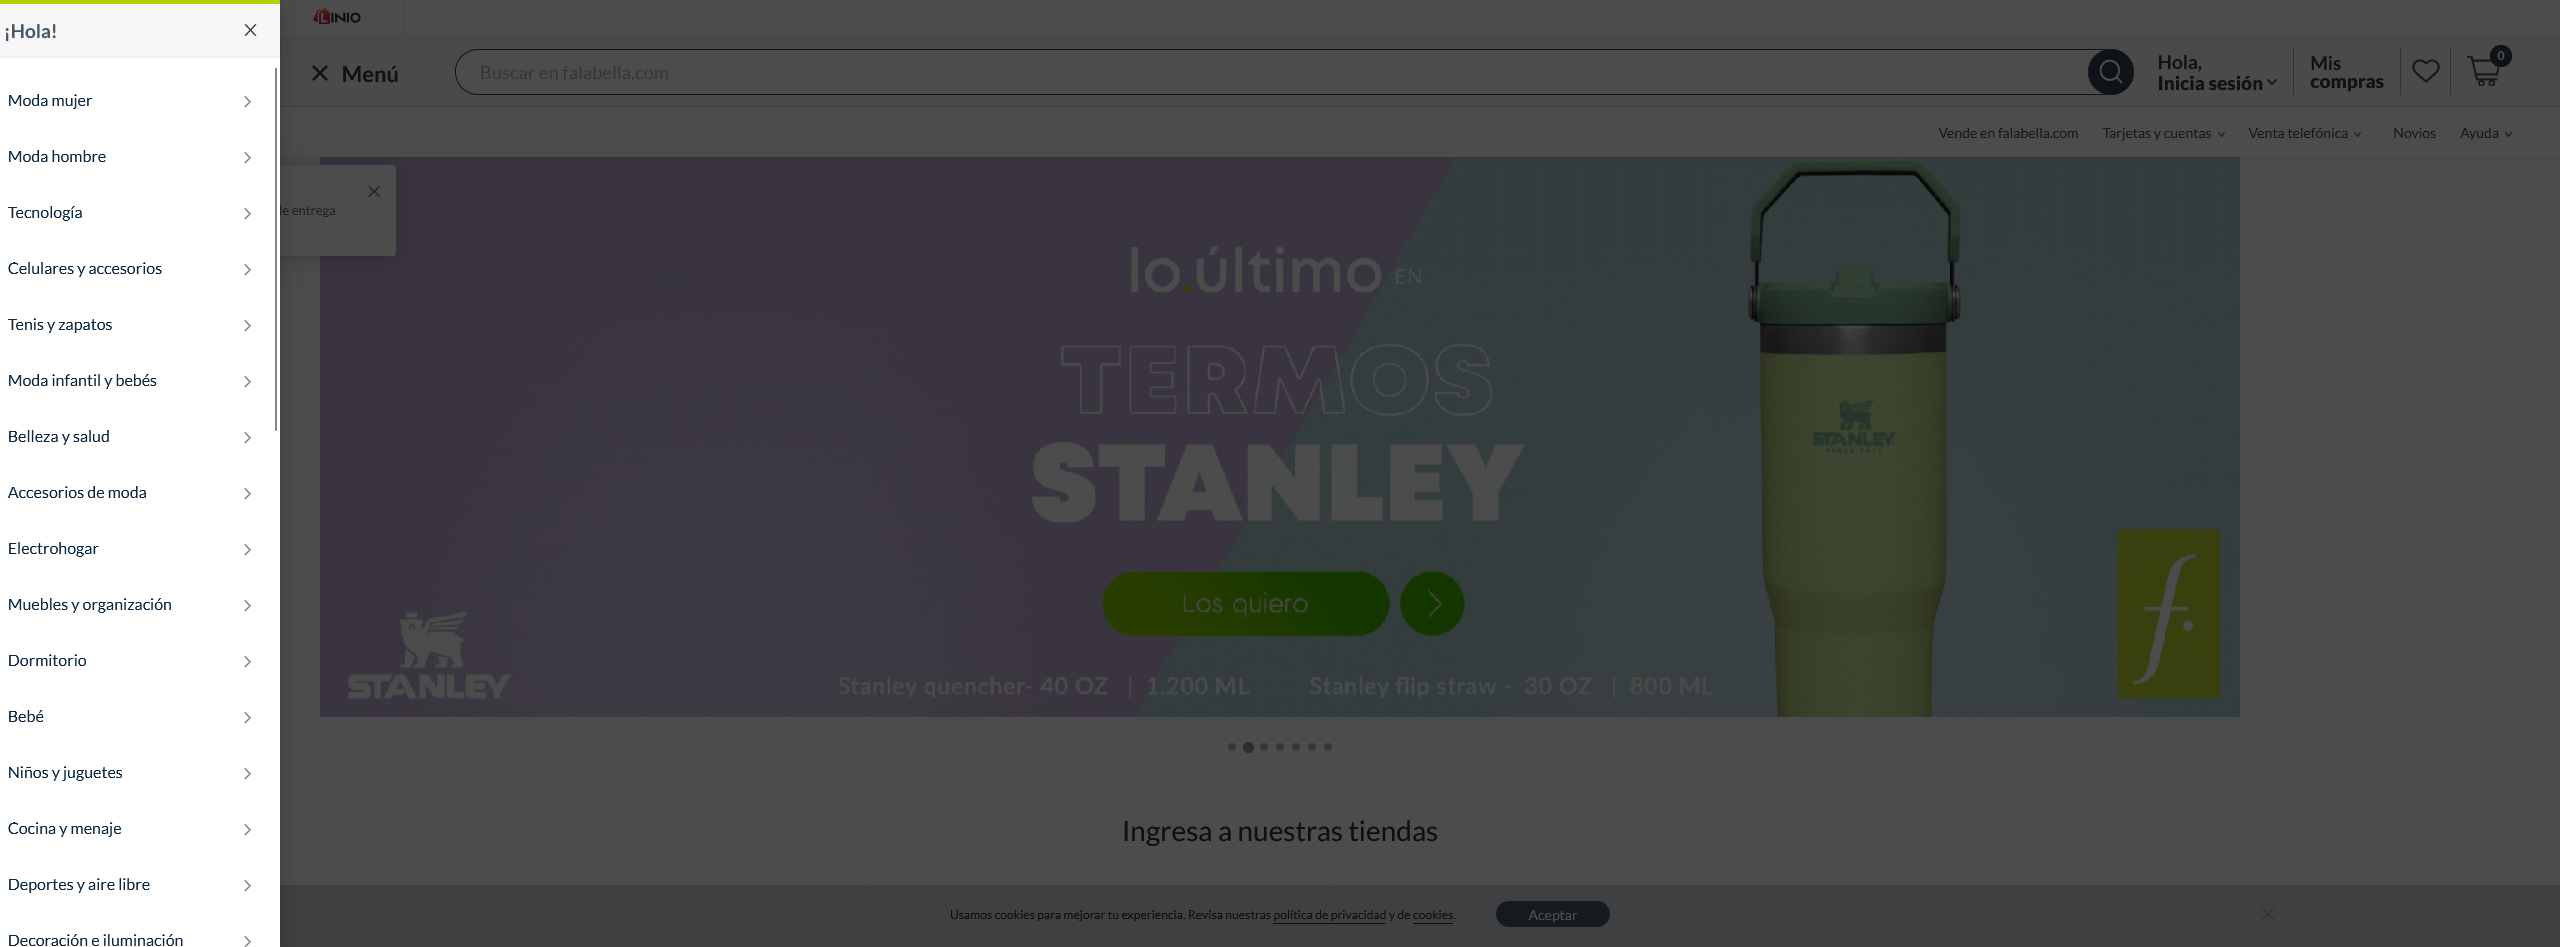 ¡Hola!
Moda mujer
Moda hombre
Tecnología
Celulares y accesorios
Tenis y zapatos
Moda infantil y bebés
Belleza y salud
Accesorios de moda
Electrohogar
Muebles y organización
Dormitorio
Bebé
Niños y juguetes
Cocina y menaje
Deportes y aire libre
Decoración e iluminación
LINIO
Menú
Buscar en falabella.com
Hola,
Inicia sesión
Mis
compras
0
Vende en falabella.com
Tarjetas y cuentas
Venta telefónica
Novios
Ayuda
de entrega
lo.último EN
TERMOS
STANLEY
Los quiero
STANLEY
Stanley quencher- 40 OZ | 1.200 ML
Stanley flip straw - 30 OZ | 800 ML
STANLEY
f.
Ingresa a nuestras tiendas
Usamos cookies para mejorar tu experiencia. Revisa nuestras política de privacidad y de cookies.
Aceptar